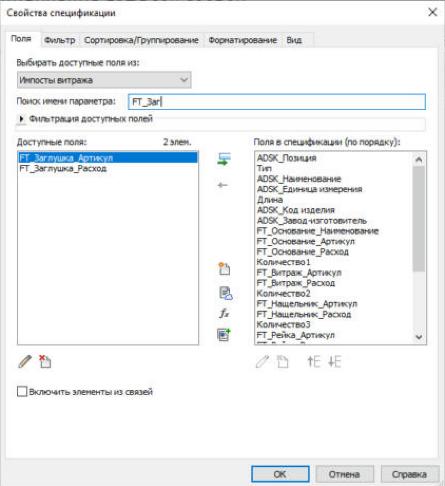 Свойства спецификации
Поля Фильтр Сортировка/Группирование Форматирование Вид
Выбирать доступные поля из:
Импосты витража
Поиск имени параметра: FT_Заг
Фильтрация доступных полей
Доступные поля: 2 элем.
FT_Заглушка_Артикул
FT_Заглушка_Расход
Поля в спецификации (по порядку):
ADSK_Позиция
Тип
ADSK_Наименование
ADSK_Единица измерения
Длина
ADSK_Код изделия
ADSK_Завод-изготовитель
FT_Основание_Наименование
FT_Основание_Артикул
FT_Основание_Расход
Количество1
FT_Витраж_Артикул
FT_Витраж_Расход
Количество2
FT_Нащельник_Артикул
FT_Нащельник_Расход
Количество3
FT_Рейка_Артикул
fx
Включить элементы из связей
ОК Отмена Справка